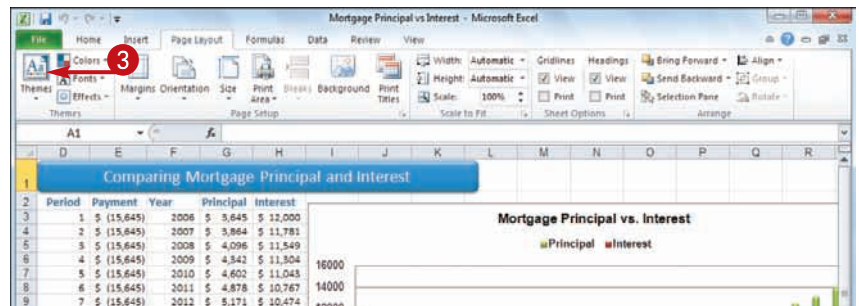 Mortgage Principal vs Interest - Microsoft Excel
File Home Insert Page Layout Formulas Data Review View
Colors
Fonts
Effects
Themes
3
Margins Orientation Size Print Area Breaks Background Print Titles
Width: Automatic
Height: Automatic
Scale: 100%
Gridlines Headings
View View
Print Print
Bring Forward Align
Send Backward Group
Selection Pane Rotate
Themes Page Setup Scale to Fit Sheet Options Arrange
A1 fx
D E F G H I J K L M N O P Q R
1 Comparing Mortgage Principal and Interest
2 Period Payment Year Principal Interest
3 1 $ (15,645) 2006 $ 3,645 $ 12,000
4 2 $ (15,645) 2007 $ 3,864 $ 11,781
5 3 $ (15,645) 2008 $ 4,096 $ 11,549
6 4 $ (15,645) 2009 $ 4,342 $ 11,304
7 5 $ (15,645) 2010 $ 4,602 $ 11,043
8 6 $ (15,645) 2011 $ 4,878 $ 10,767
9 7 $ (15,645) 2012 $ 5,171 $ 10,474
Mortgage Principal vs. Interest
Principal Interest
16000
14000